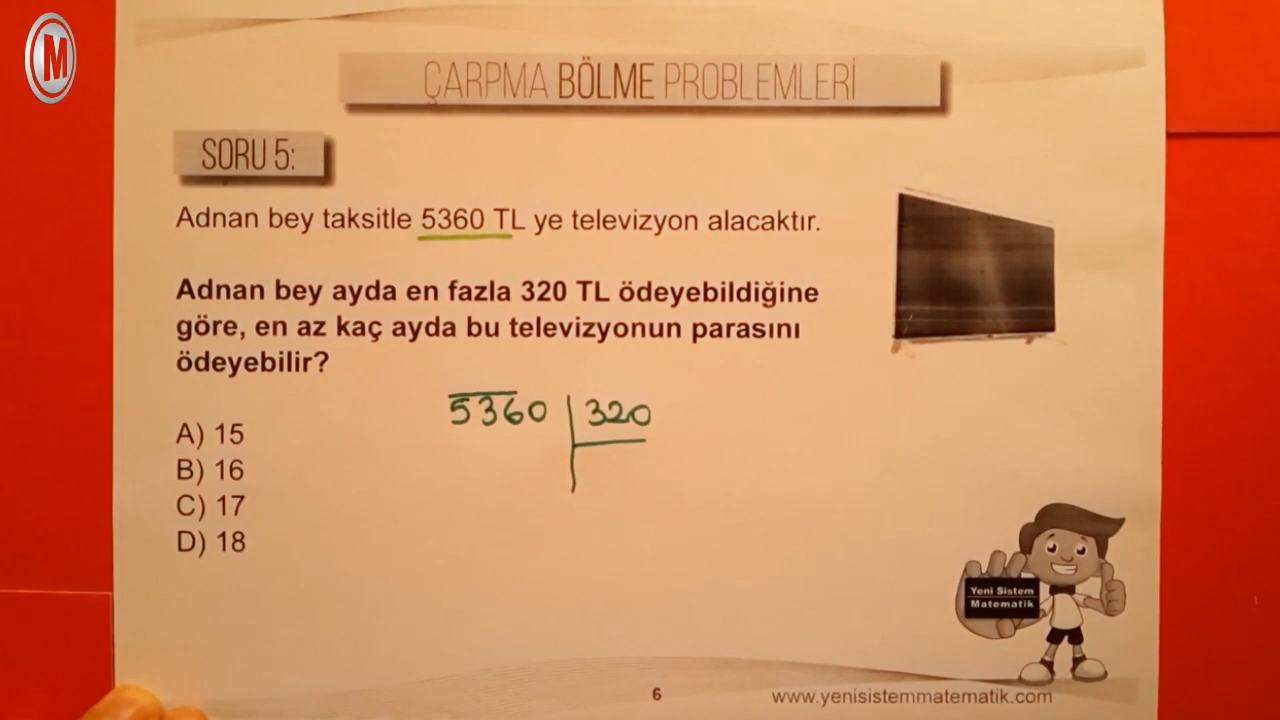 M
ÇARPMA BÖLME PROBLEMLERİ
SORU 5:
Adnan bey taksitle 5360 TL ye televizyon alacaktır.
Adnan bey ayda en fazla 320 TL ödeyebildiğine
göre, en az kaç ayda bu televizyonun parasını
ödeyebilir?
5360 320
A) 15
B) 16
C) 17
D) 18
Yeni Sistem
Matematik
6
www.yenisistemmatematik.com